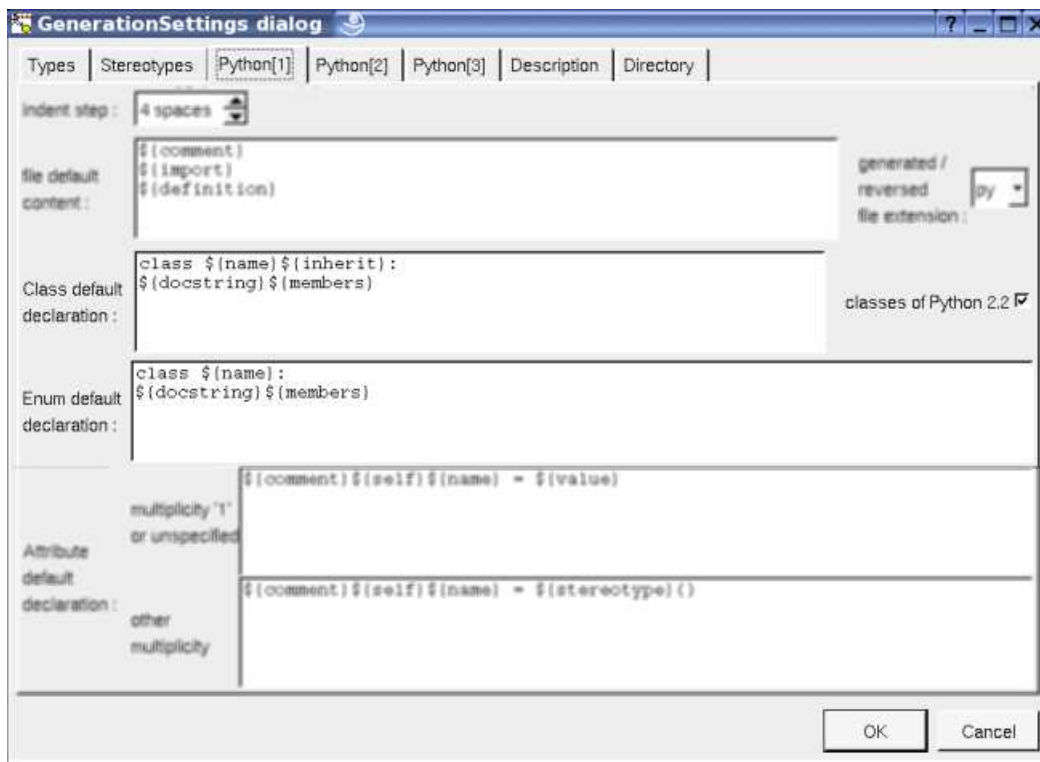 GenerationSettings dialog
Types Stereotypes Python[1] Python[2] Python[3] Description Directory
indent step : 4 spaces
${comment}
${import}
${definition}
file default
content :
generated /
reversed
file extension :
py
class ${name}${inherit}:
${docstring}${members}
Class default
declaration :
classes of Python 2.2
class ${name}:
${docstring}${members}
Enum default
declaration :
${comment}${self}${name} = ${value}
multiplicity '1'
or unspecified
Attribute
default
declaration :
${comment}${self}${name} = ${stereotype}()
other
multiplicity
OK Cancel